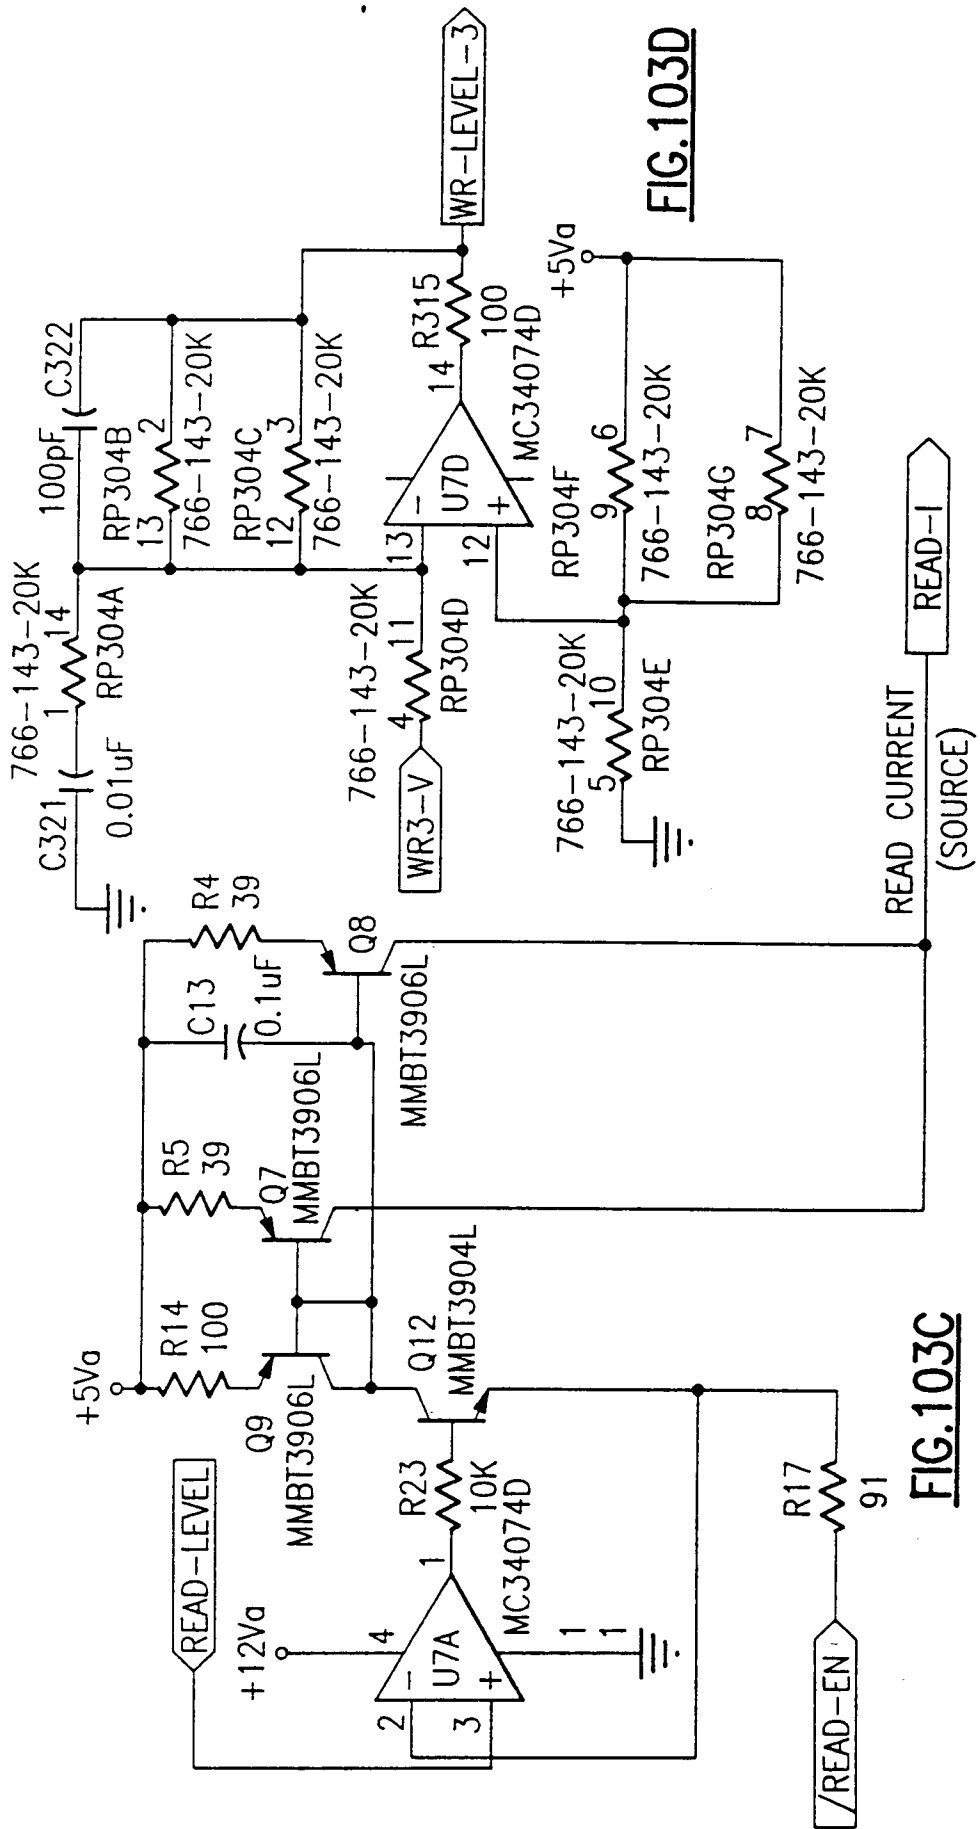 READ-LEVEL
+12Va
4
2
3
U7A
1
11
MC34074D
R23
10K
/READ-EN
R17
91
+5Va
R14
100
Q9
MMBT3906L
Q12
MMBT3904L
R5
39
Q7
MMBT3906L
C13
0.1uF
R4
39
Q8
MMBT3906L
READ CURRENT
(SOURCE)
READ-I
FIG.103C
C321
0.01uF
766-143-20K
1
14
RP304A
100pF
C322
RP304B
13
2
766-143-20K
RP304C
12
3
766-143-20K
WR3-V
766-143-20K
4
11
RP304D
13
12
U7D
14
MC34074D
R315
100
WR-LEVEL-3
766-143-20K
5
10
RP304E
RP304F
9
6
766-143-20K
RP304G
8
7
766-143-20K
+5Va
FIG.103D